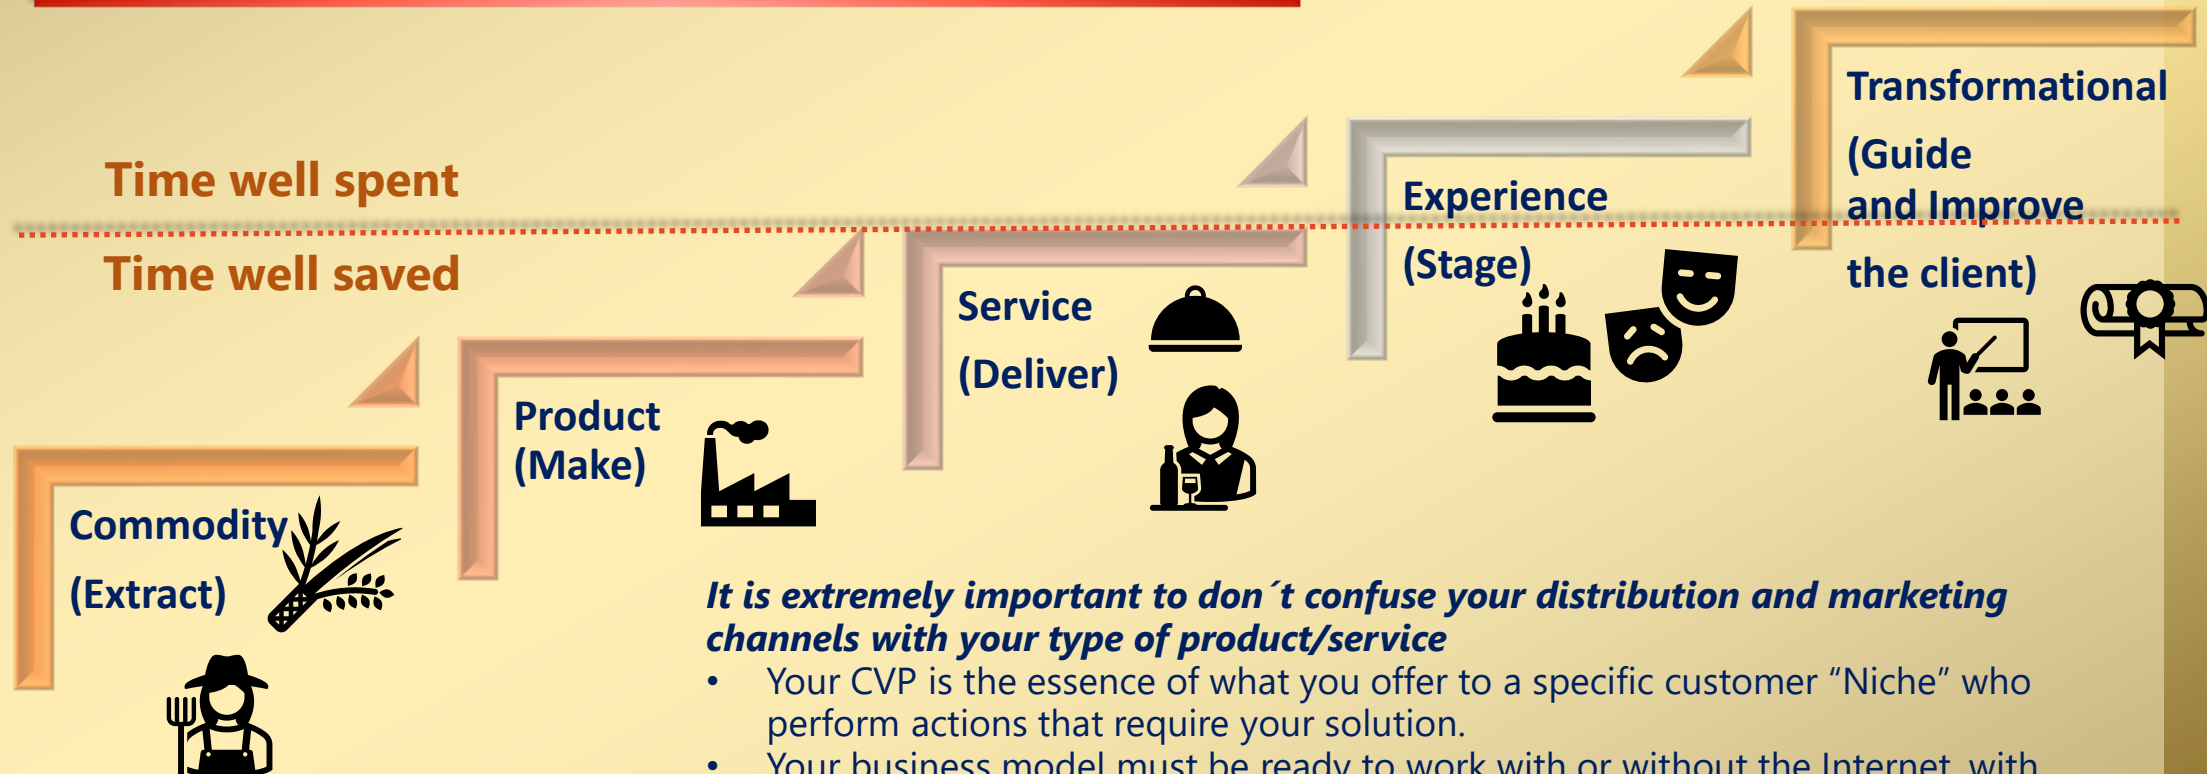 Time well spent
Time well saved
Commodity
(Extract)
Product
(Make)
Service
(Deliver)
Experience
(Stage)
Transformational
(Guide
and Improve
the client)
It is extremely important to don´t confuse your distribution and marketing
channels with your type of product/service
• Your CVP is the essence of what you offer to a specific customer “Niche” who
perform actions that require your solution.
• Your business model must be ready to work with or without the Internet, with